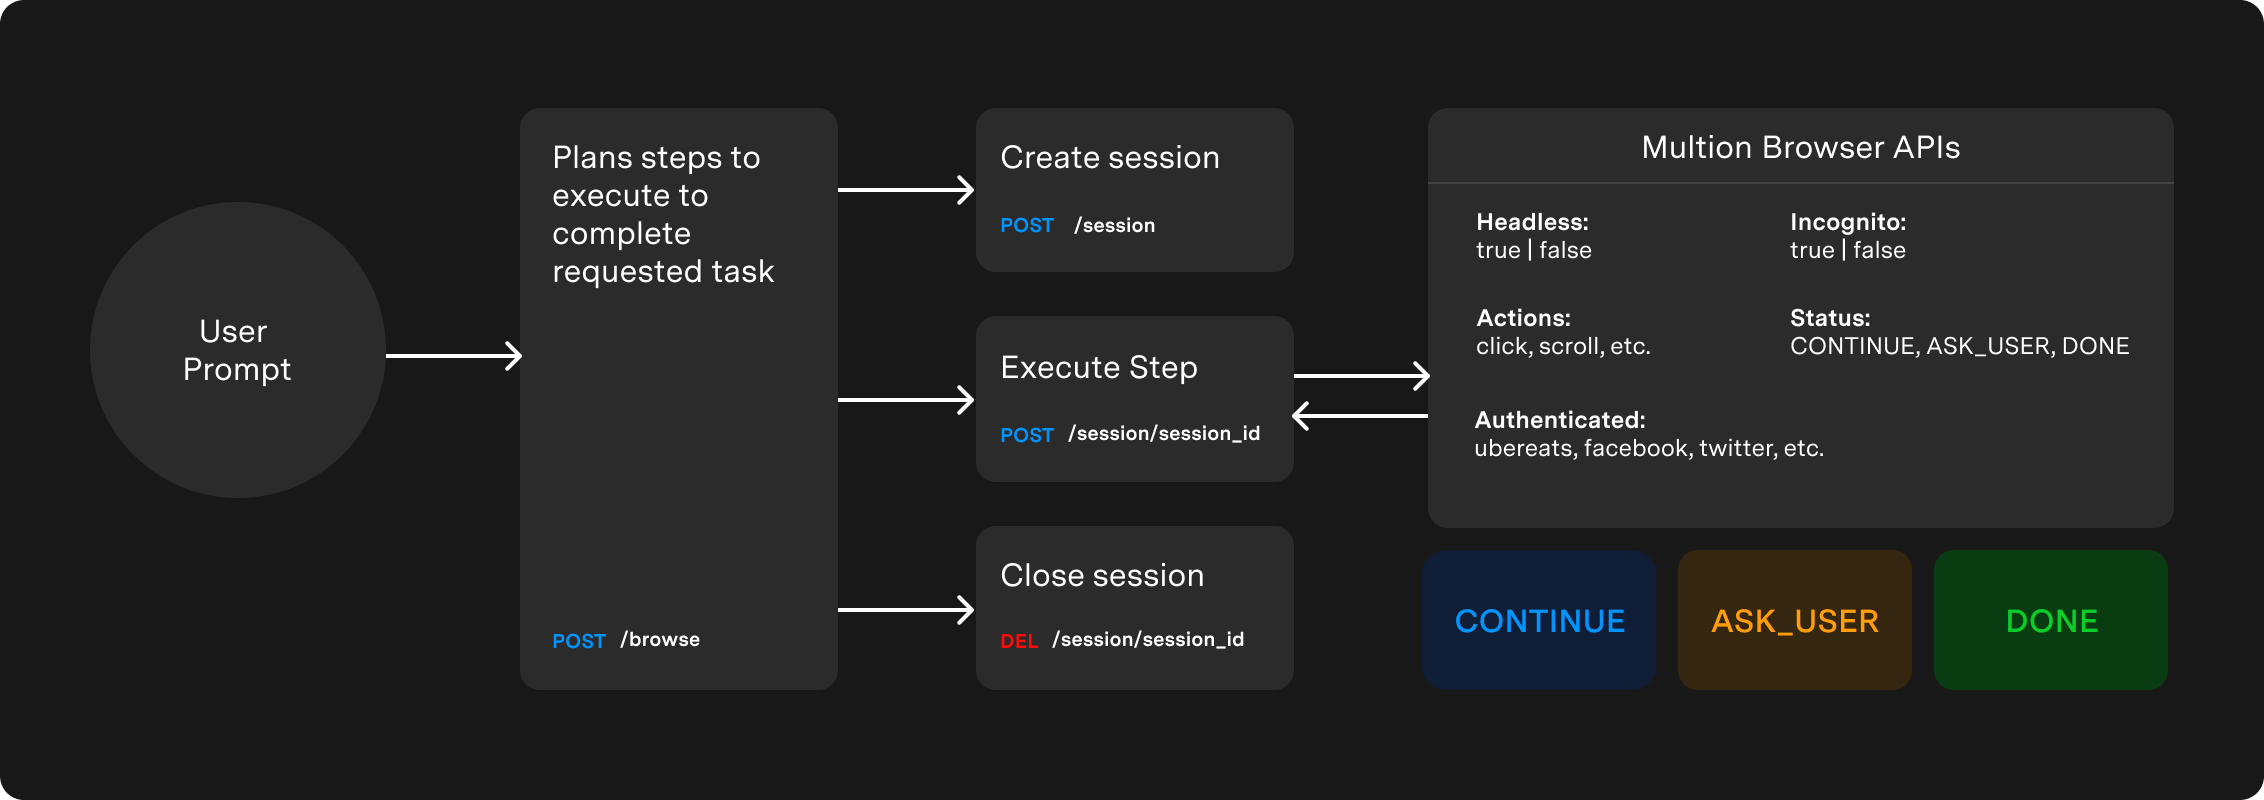 User
Prompt
Plans steps to
execute to
complete
requested task
POST /browse
Create session
POST /session
Execute Step
POST /session/session_id
Close session
DEL /session/session_id
Multion Browser APIs
Headless:
true | false
Incognito:
true | false
Actions:
click, scroll, etc.
Status:
CONTINUE, ASK_USER, DONE
Authenticated:
ubereats, facebook, twitter, etc.
CONTINUE
ASK_USER
DONE